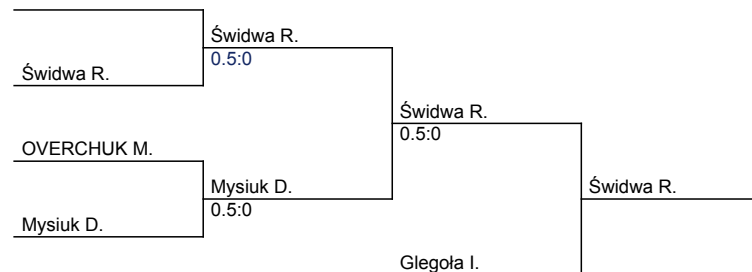 Świdwa R.
0.5:0
Świdwa R.
Świdwa R.
0.5:0
OVERCHUK M.
Mysiuk D.
0.5:0
Świdwa R.
Mysiuk D.
Glegoła I.